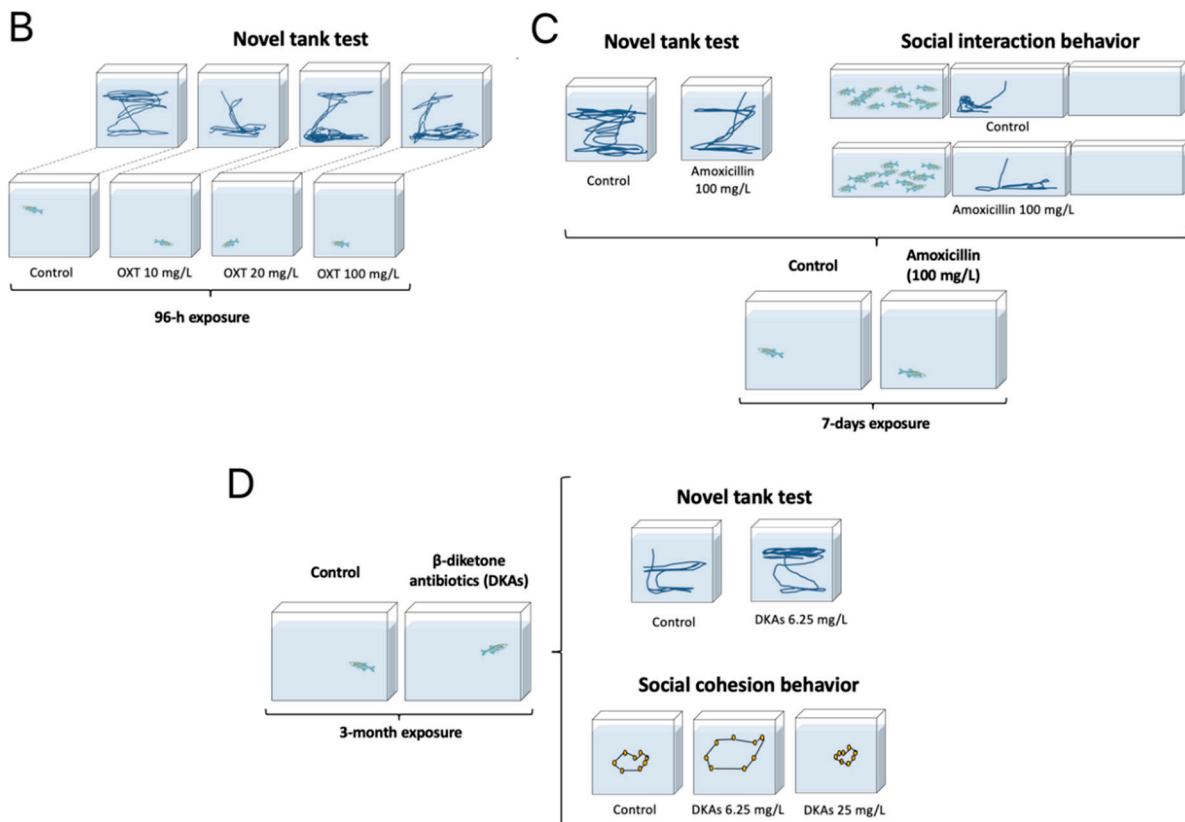 B
Novel tank test
Control
OXT 10 mg/L
OXT 20 mg/L
OXT 100 mg/L
96-h exposure
C
Novel tank test
Control
Amoxicillin
100 mg/L
Social interaction behavior
Control
Amoxicillin 100 mg/L
Control
Amoxicillin
(100 mg/L)
7-days exposure
D
Control
β-diketone
antibiotics (DKAs)
3-month exposure
Novel tank test
Control
DKAs 6.25 mg/L
Social cohesion behavior
Control
DKAs 6.25 mg/L
DKAs 25 mg/L